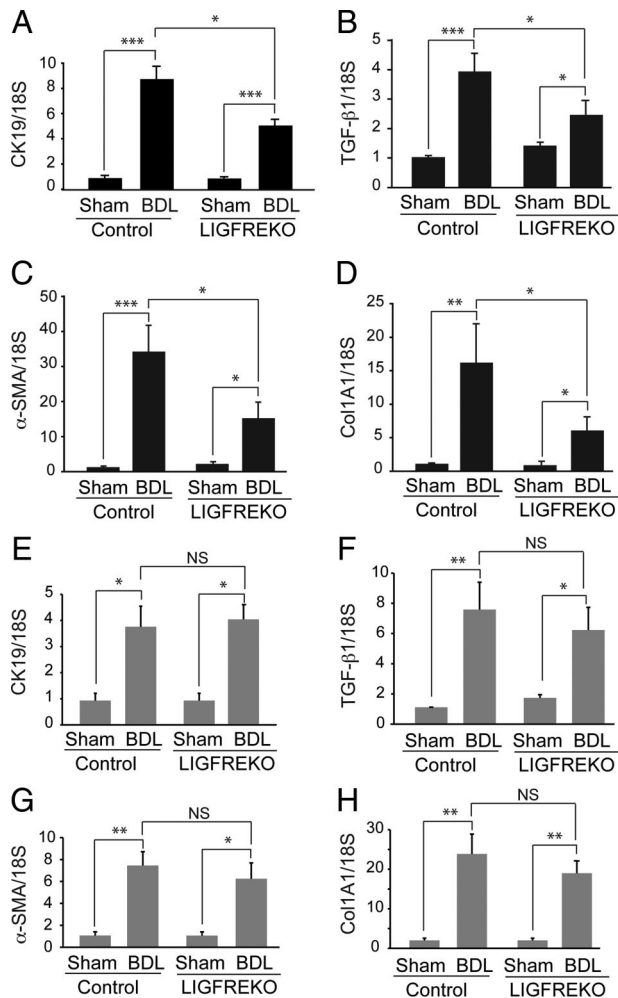 A
*
***
***
CK19/18S
10
8
6
4
2
0
Sham BDL Sham BDL
Control LIGFREKO
B
*
***
*
TGF-β1/18S
5
4
3
2
1
0
Sham BDL Sham BDL
Control LIGFREKO
C
*
***
*
α-SMA/18S
50
40
30
20
10
0
Sham BDL Sham BDL
Control LIGFREKO
D
*
**
*
Col1A1/18S
25
20
15
10
5
0
Sham BDL Sham BDL
Control LIGFREKO
E
NS
*
*
CK19/18S
5
4
3
2
1
0
Sham BDL Sham BDL
Control LIGFREKO
F
NS
**
*
TGF-β1/18S
10
8
6
4
2
0
Sham BDL Sham BDL
Control LIGFREKO
G
NS
**
*
α-SMA/18S
10
8
6
4
2
0
Sham BDL Sham BDL
Control LIGFREKO
H
NS
**
**
Col1A1/18S
30
20
10
0
Sham BDL Sham BDL
Control LIGFREKO